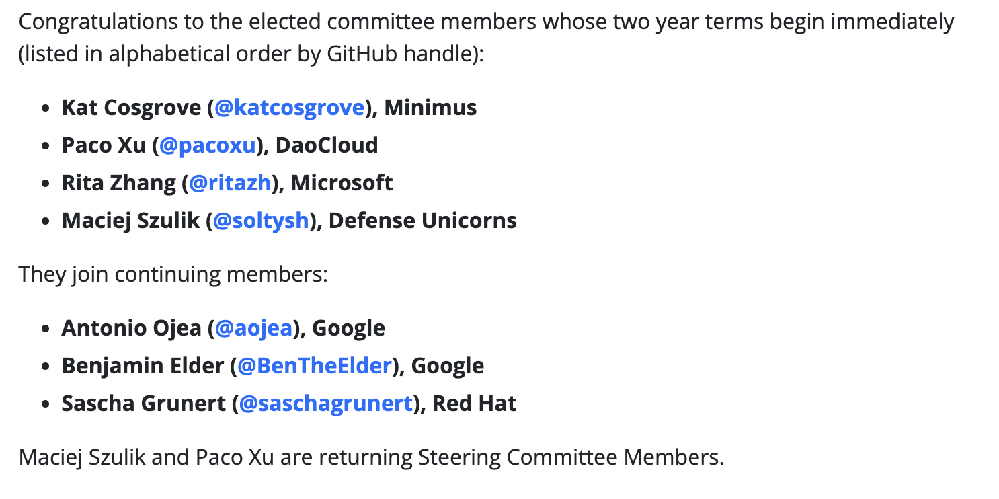 Congratulations to the elected committee members whose two year terms begin immediately
(listed in alphabetical order by GitHub handle):
• Kat Cosgrove (@katcosgrove), Minimus
• Paco Xu (@pacoxu), DaoCloud
• Rita Zhang (@ritazh), Microsoft
• Maciej Szulik (@soltysh), Defense Unicorns
They join continuing members:
• Antonio Ojea (@aojea), Google
• Benjamin Elder (@BenTheElder), Google
• Sascha Grunert (@saschagrunert), Red Hat
Maciej Szulik and Paco Xu are returning Steering Committee Members.